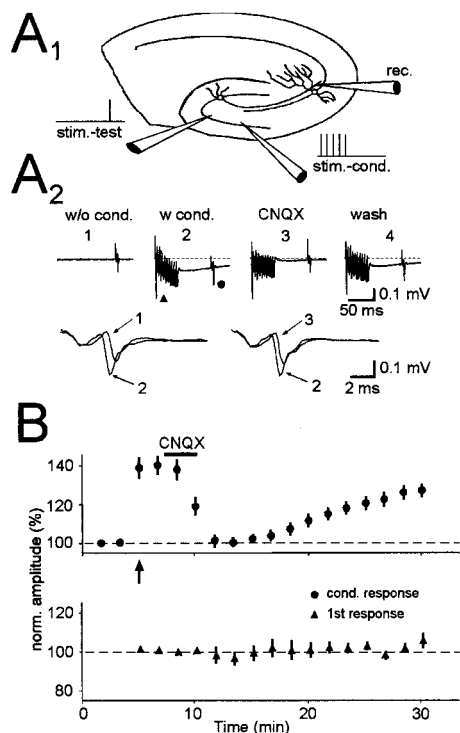 A1
rec.
stim.-test
stim.-cond.
A2
w/o cond.
1
w cond.
2
CNQX
3
wash
4
0.1 mV
50 ms
1
2
3
2
0.1 mV
2 ms
B
CNQX
140
120
100
cond. response
1st response
norm. amplitude (%)
120
100
80
0 10 20 30
Time (min)